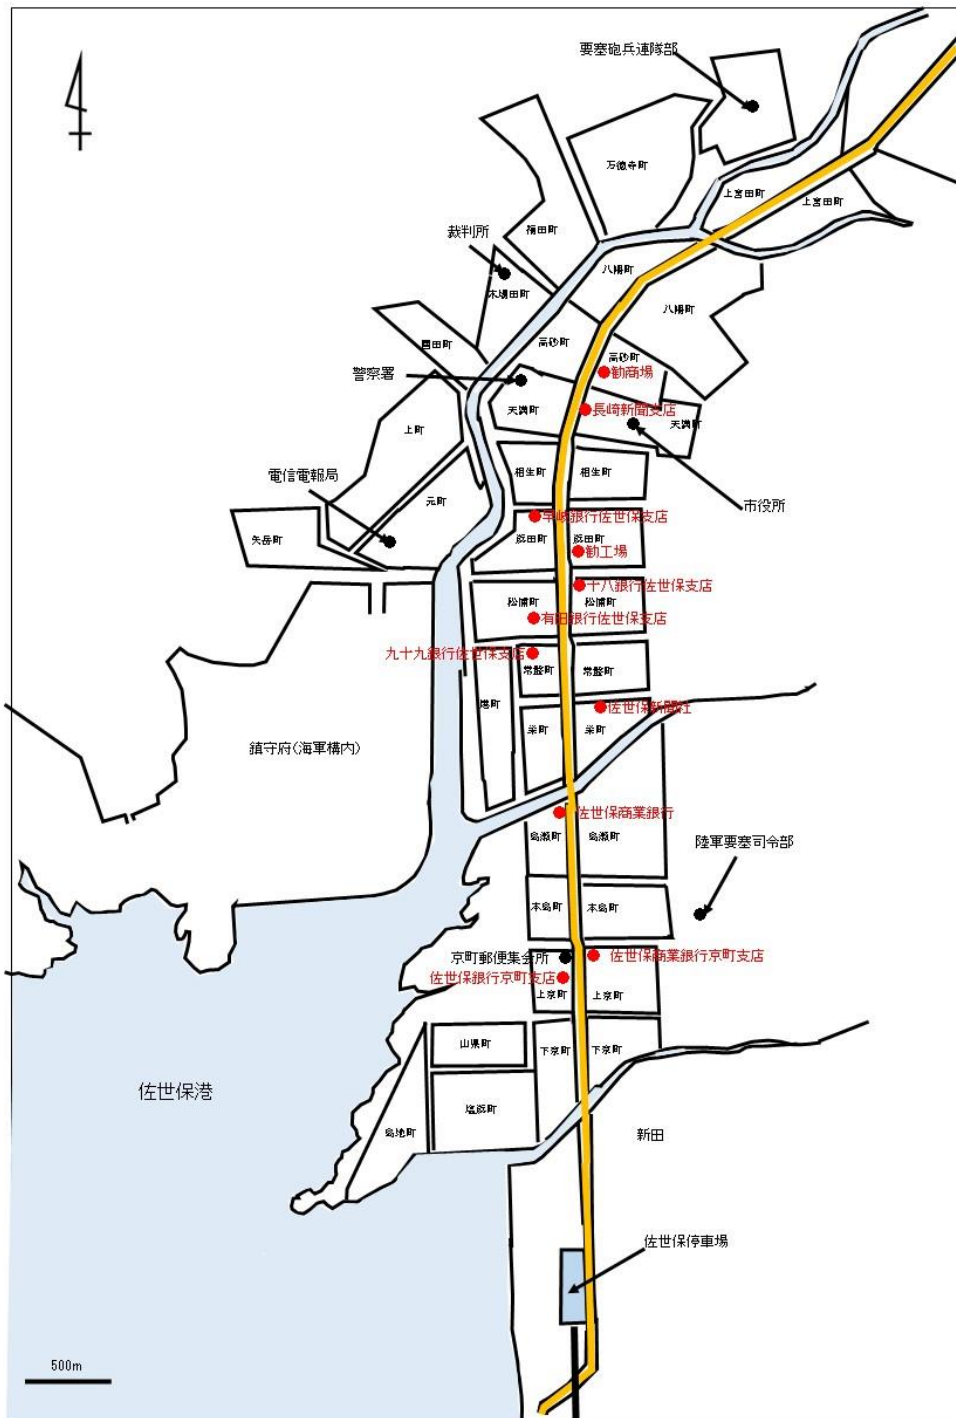 要塞砲兵連隊部
万徳寺町
上宮田町
上宮田町
福田町
裁判所
八幡町
木場田町
八幡町
園田町
高砂町
高砂町
勧商場
警察署
天満町
長崎新聞支店
天満町
上町
相生町
相生町
電信電報局
市役所
元町
早岐銀行佐世保支店
矢岳町
浜田町
浜田町
勧工場
十八銀行佐世保支店
松浦町
松浦町
有田銀行佐世保支店
九十九銀行佐世保支店
常盤町
常盤町
港町
佐世保新聞社
栄町
栄町
鎮守府(海軍構内)
佐世保商業銀行
島瀬町
島瀬町
陸軍要塞司令部
本島町
本島町
京町郵便集会所
佐世保商業銀行京町支店
佐世保銀行京町支店
上京町
上京町
山県町
下京町
下京町
佐世保港
塩浜町
島地町
新田
佐世保停車場
500m